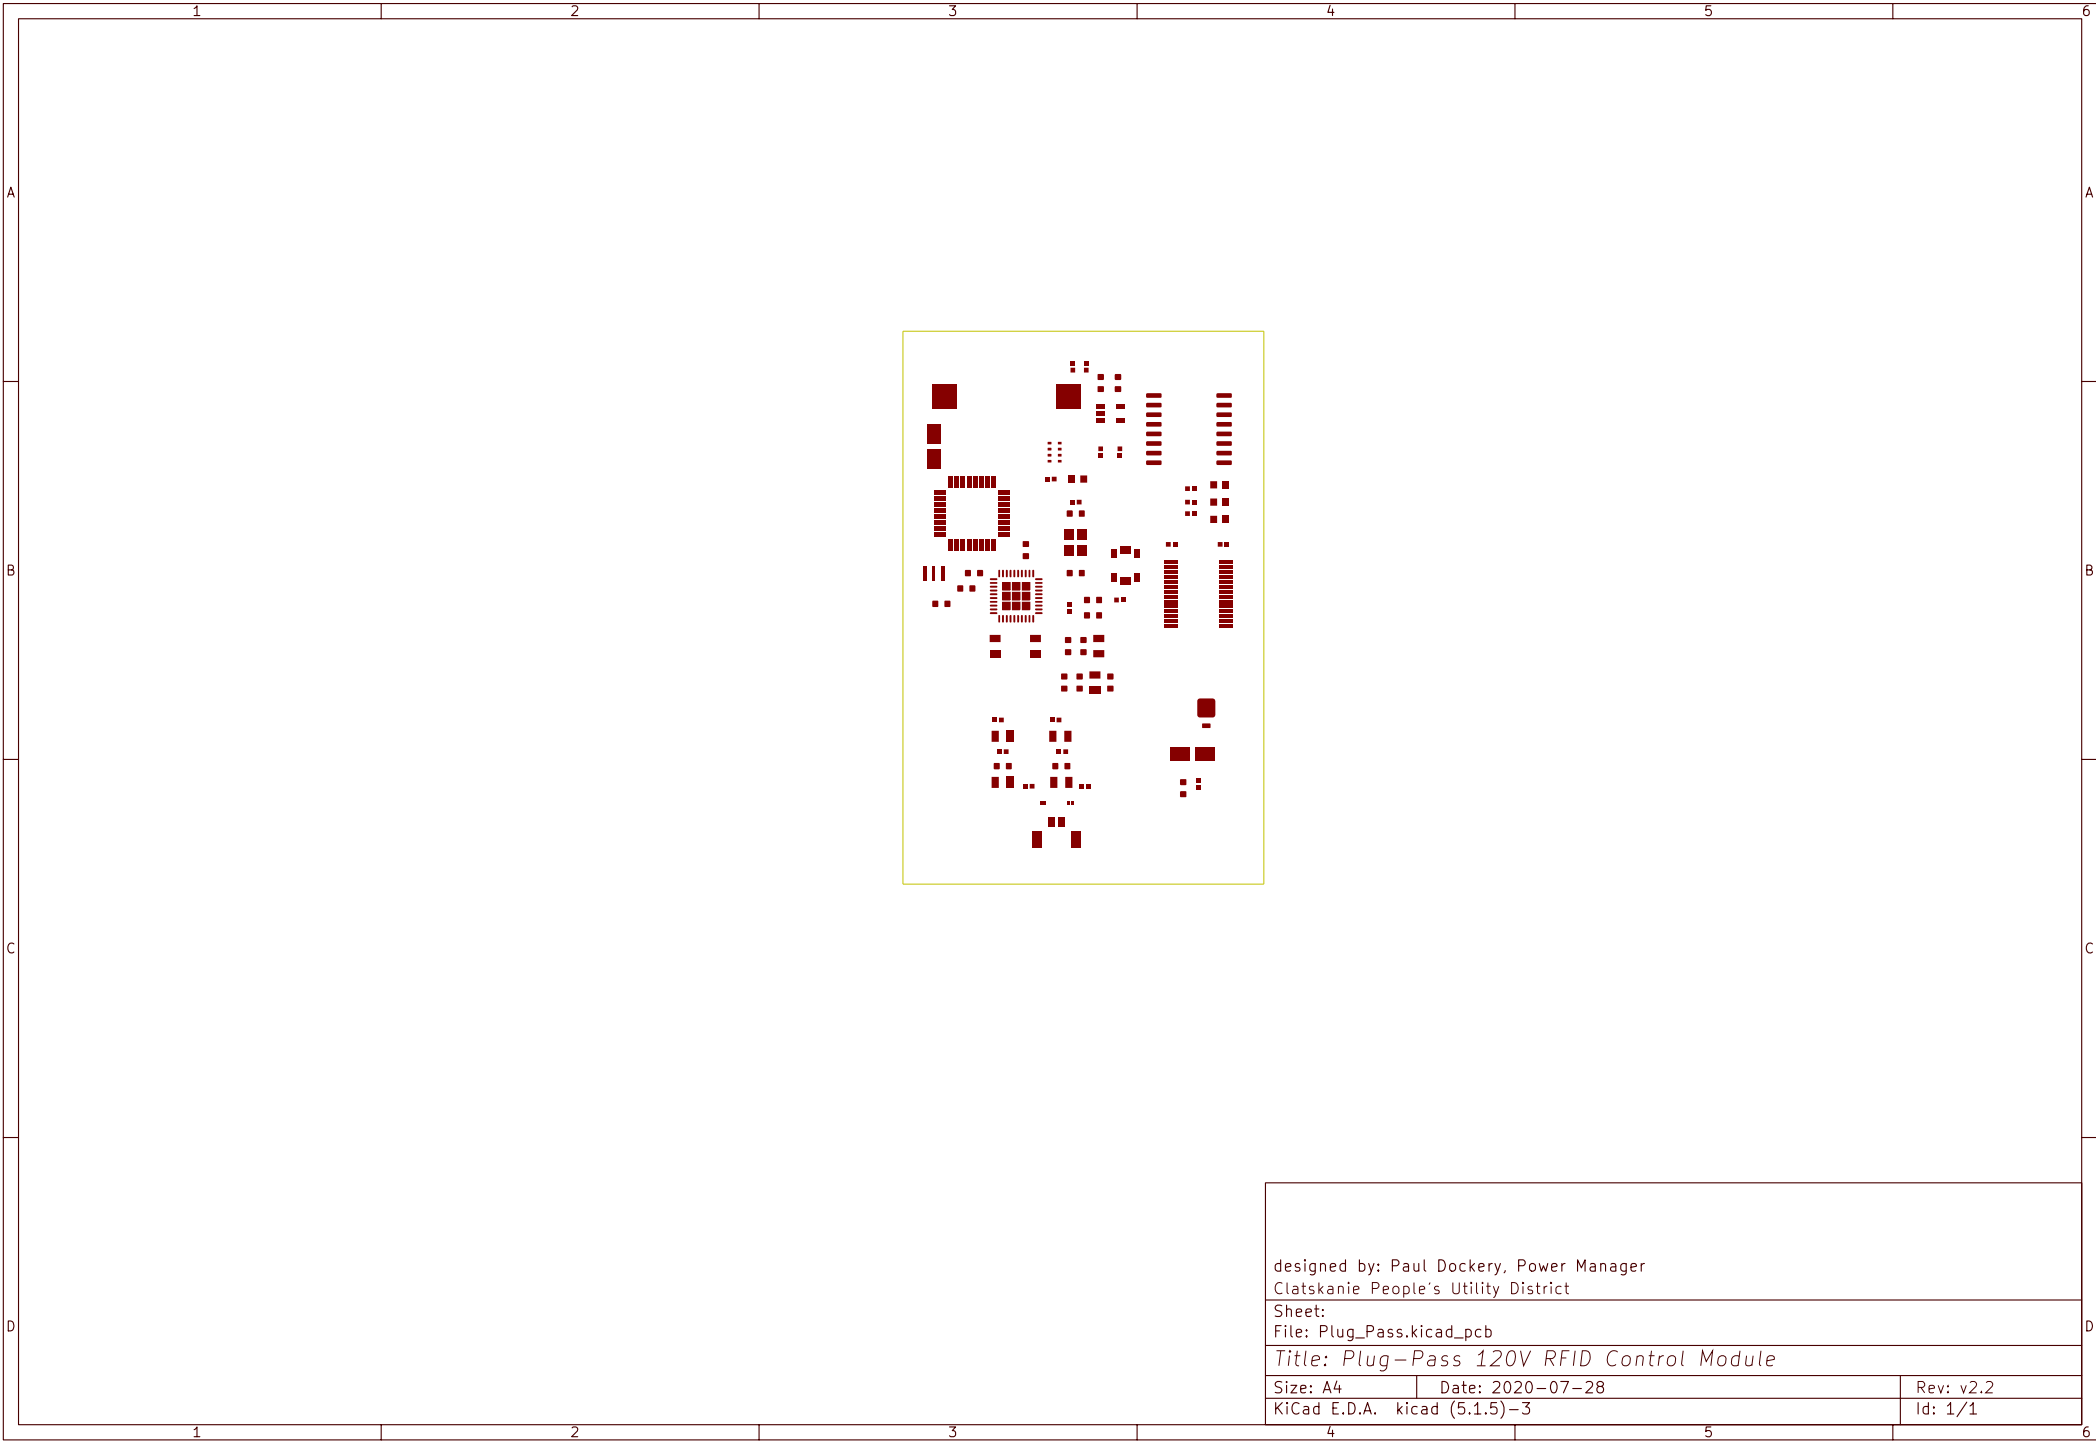 1 2 3 4 5 6
A A
B B
C C
designed by: Paul Dockery, Power Manager
Clatskanie People's Utility District
Sheet:
D D
File: Plug_Pass.kicad_pcb
Title: Plug-Pass 120V RFID Control Module
Size: A4 Date: 2020-07-28 Rev: v2.2
KiCad E.D.A. kicad (5.1.5)-3 Id: 1/1
1 2 3 4 5 6